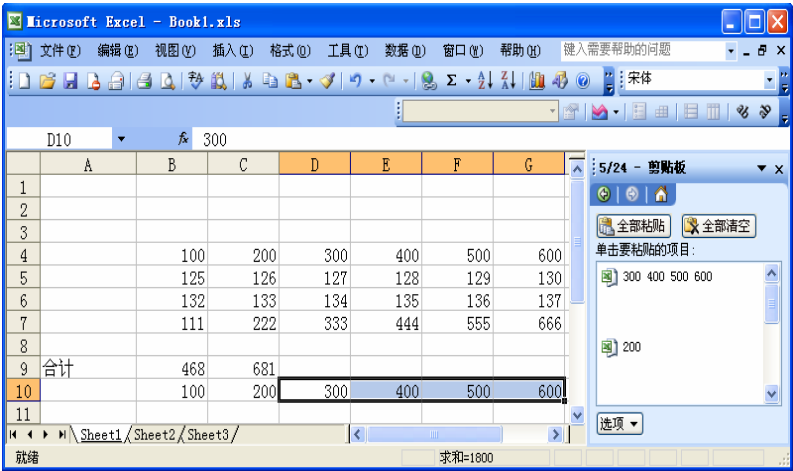 Microsoft Excel - Book1.xls
文件(F) 编辑(E) 视图(V) 插入(I) 格式(O) 工具(T) 数据(D) 窗口(W) 帮助(H) 键入需要帮助的问题
宋体
D10 fx 300
A B C D E F G
1
2
3
4 100 200 300 400 500 600
5 125 126 127 128 129 130
6 132 133 134 135 136 137
7 111 222 333 444 555 666
8
9 合计 468 681
10 100 200 300 400 500 600
11
Sheet1 Sheet2 Sheet3
就绪 求和=1800
5/24 - 剪贴板
全部粘贴 全部清空
单击要粘贴的项目:
300 400 500 600
200
选项